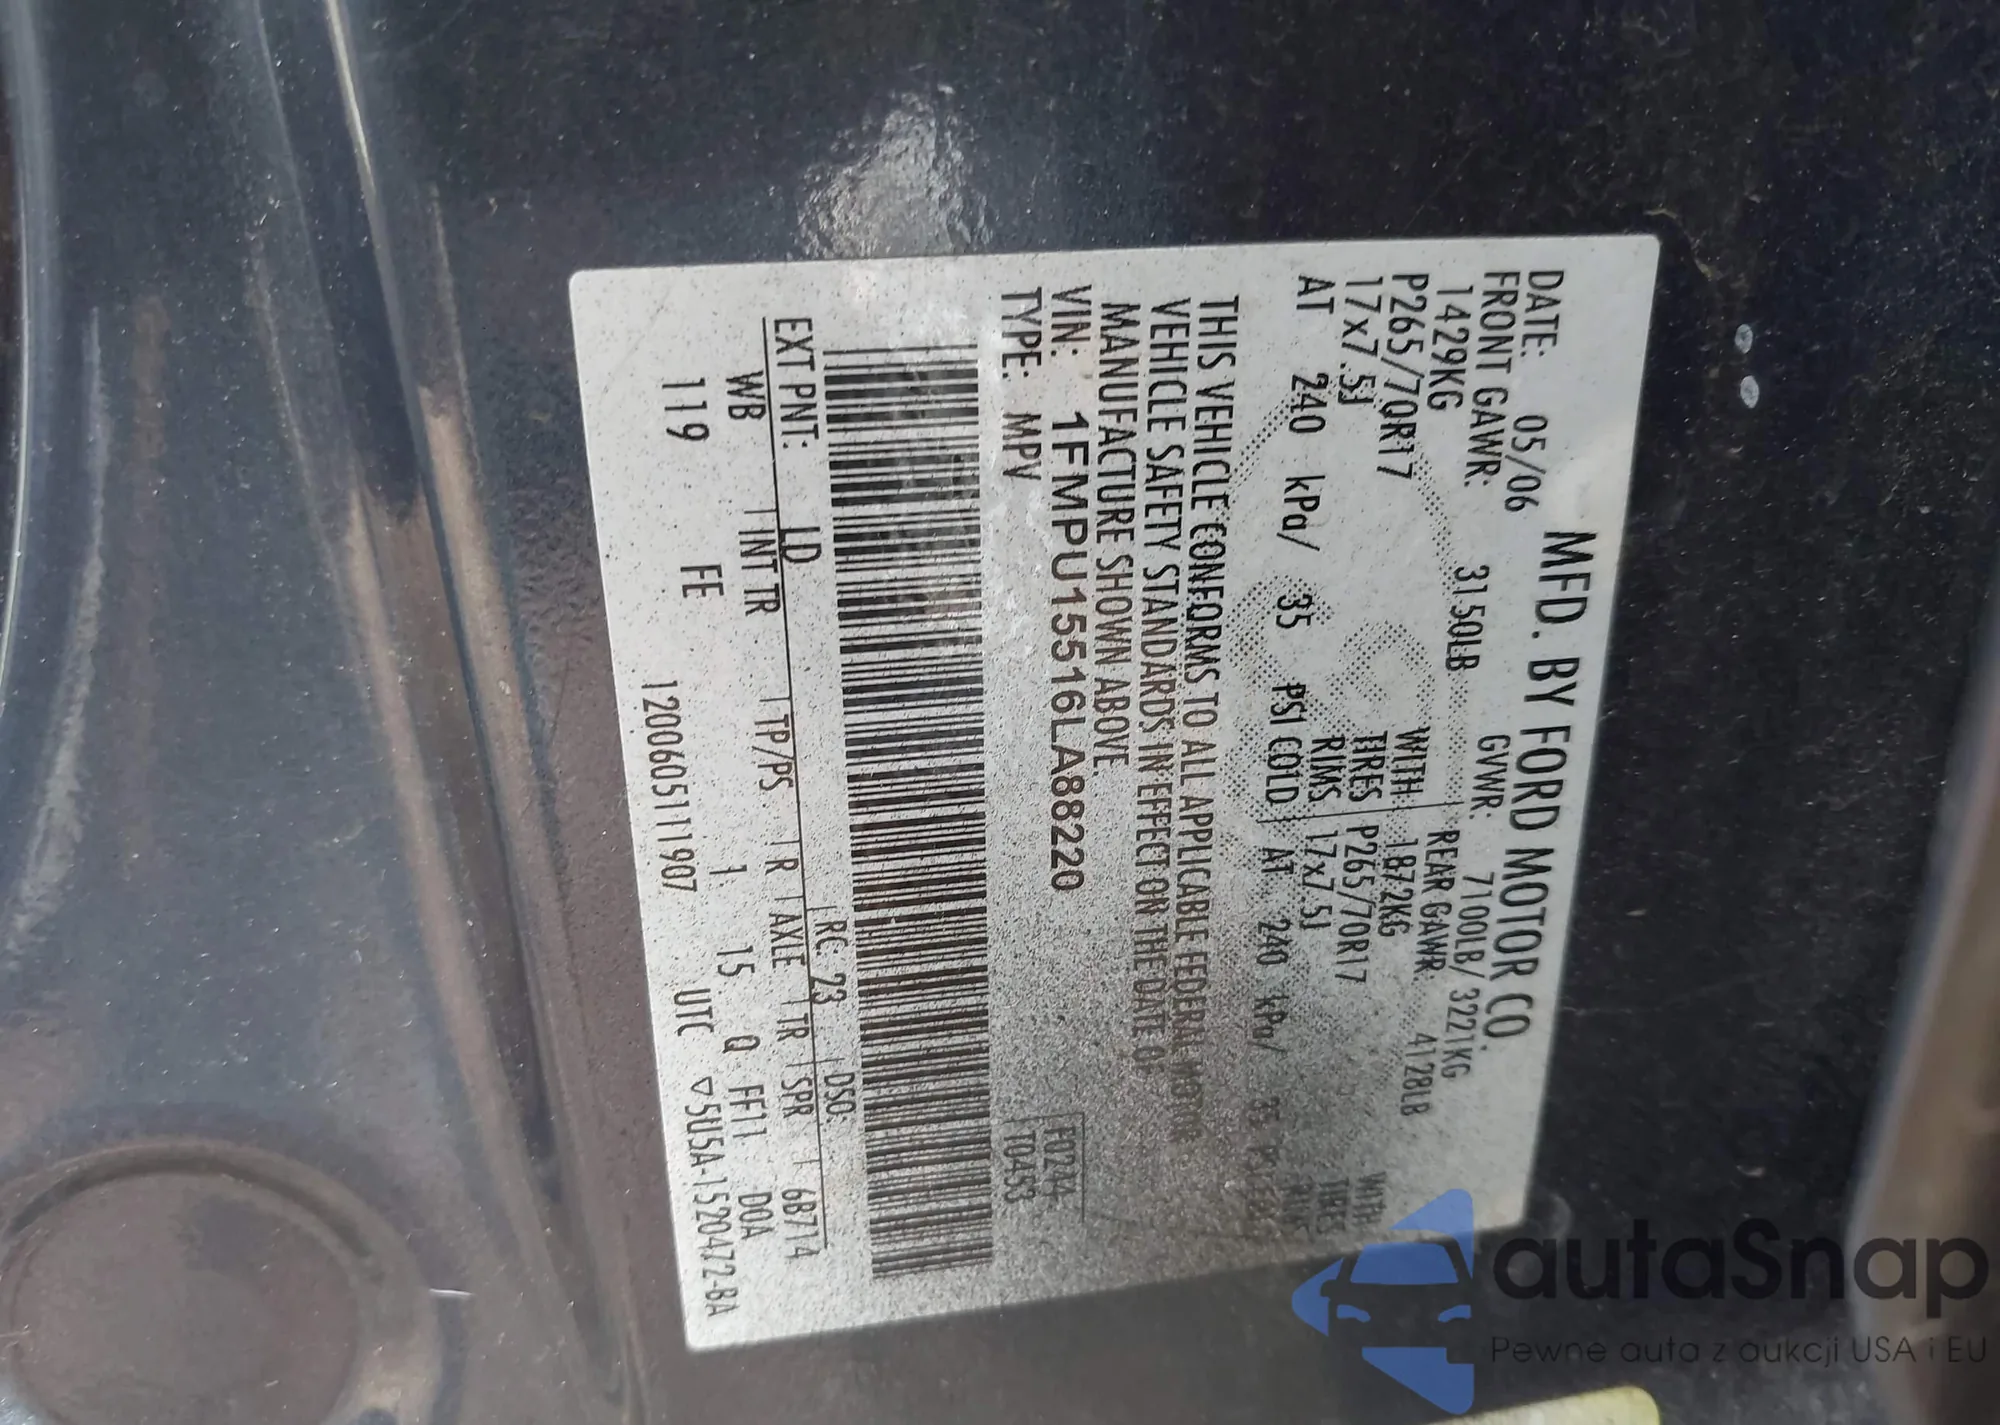 MFD. BY FORD MOTOR CO.
DATE: 05/06 GVWR: 7100LB/ 3221KG
FRONT GAWR: 3150LB REAR GAWR: 4128LB
1429KG WITH 1872KG WITH
P265/70R17 TIRES P265/70R17 TIRES
17x7.5J RIMS 17x7.5J
AT 240 kPa/ 35 PSI COLD AT 240 kPa/
THIS VEHICLE CONFORMS TO ALL APPLICABLE FEDERAL MOTOR
VEHICLE SAFETY STANDARDS IN EFFECT ON THE DATE OF
MANUFACTURE SHOWN ABOVE.
VIN: 1FMPU15516LA88220
TYPE: MPV
T0453
EXT PNT: LD RC: 23 DSO:
WB INT TR TP/PS R AXLE TR SPR 6B714
119 FE 1 15 Q FF11 DOA
120060511907 UTC ▽5U5A-1520472-BA
autaSnap
Pewne auta z aukcji USA i EU